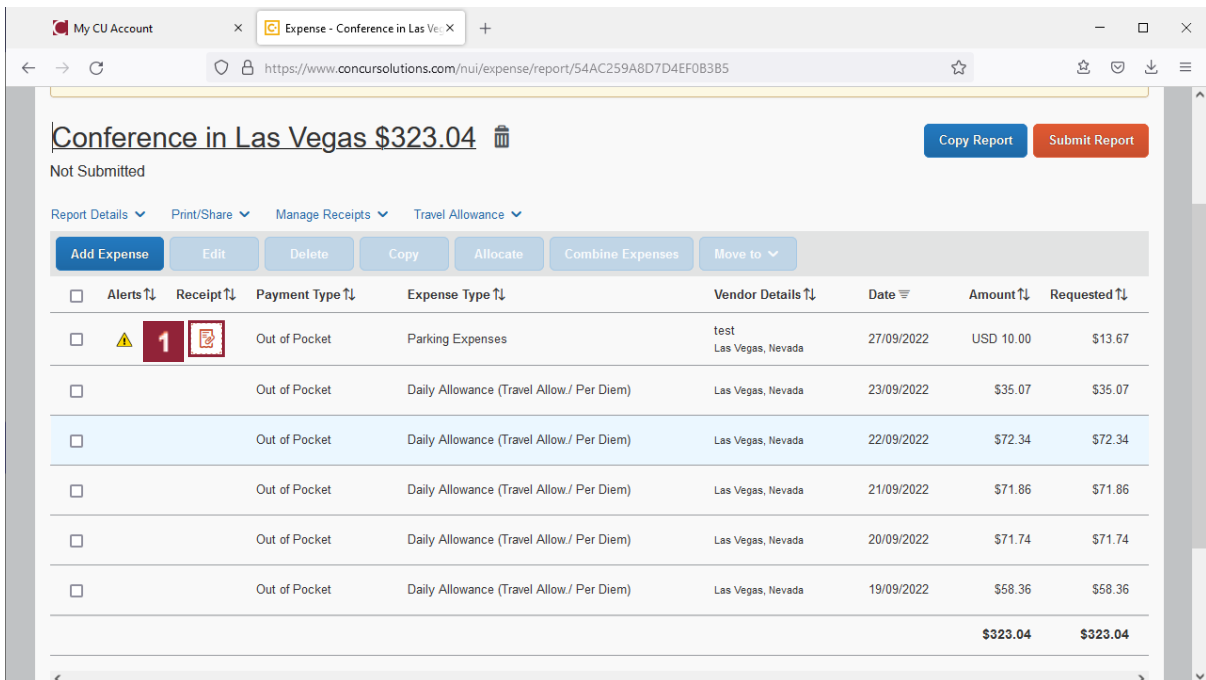 My CU Account
Expense - Conference in Las Ve
https://www.concursolutions.com/nui/expense/report/54AC259A8D7D4EF0B3B5
Conference in Las Vegas $323.04
Copy Report Submit Report
Not Submitted
Report Details Print/Share Manage Receipts Travel Allowance
Add Expense Edit Delete Copy Allocate Combine Expenses Move to
Alerts Receipt Payment Type Expense Type Vendor Details Date Amount Requested
1 Out of Pocket Parking Expenses test 27/09/2022 USD 10.00 $13.67
Las Vegas, Nevada
Out of Pocket Daily Allowance (Travel Allow./ Per Diem) Las Vegas, Nevada 23/09/2022 $35.07 $35.07
Out of Pocket Daily Allowance (Travel Allow./ Per Diem) Las Vegas, Nevada 22/09/2022 $72.34 $72.34
Out of Pocket Daily Allowance (Travel Allow./ Per Diem) Las Vegas, Nevada 21/09/2022 $71.86 $71.86
Out of Pocket Daily Allowance (Travel Allow./ Per Diem) Las Vegas, Nevada 20/09/2022 $71.74 $71.74
Out of Pocket Daily Allowance (Travel Allow./ Per Diem) Las Vegas, Nevada 19/09/2022 $58.36 $58.36
$323.04 $323.04